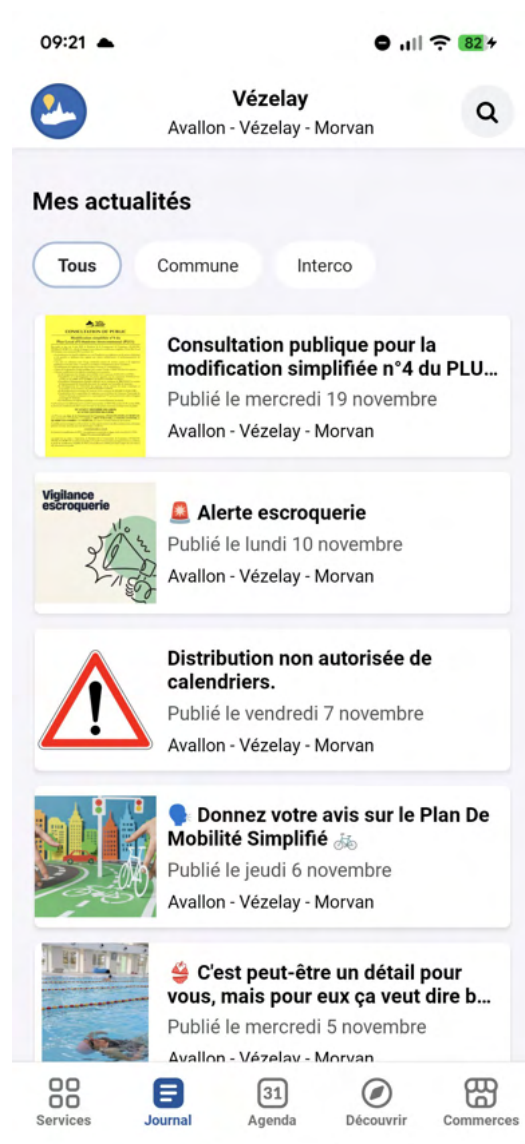 09:21
82
Vézelay
Avallon - Vézelay - Morvan
Mes actualités
Tous
Commune
Interco
CONSULTATION DU PUBLIC
Consultation publique pour la
modification simplifiée n°4 du PLU...
Publié le mercredi 19 novembre
Avallon - Vézelay - Morvan
Vigilance
escroquerie
🚨 Alerte escroquerie
Publié le lundi 10 novembre
Avallon - Vézelay - Morvan
Distribution non autorisée de
calendriers.
Publié le vendredi 7 novembre
Avallon - Vézelay - Morvan
🗣️ Donnez votre avis sur le Plan De
Mobilité Simplifié 🚲
Publié le jeudi 6 novembre
Avallon - Vézelay - Morvan
👙 C'est peut-être un détail pour
vous, mais pour eux ça veut dire b...
Publié le mercredi 5 novembre
Avallon - Vézelay - Morvan
31
Services
Journal
Agenda
Découvrir
Commerces